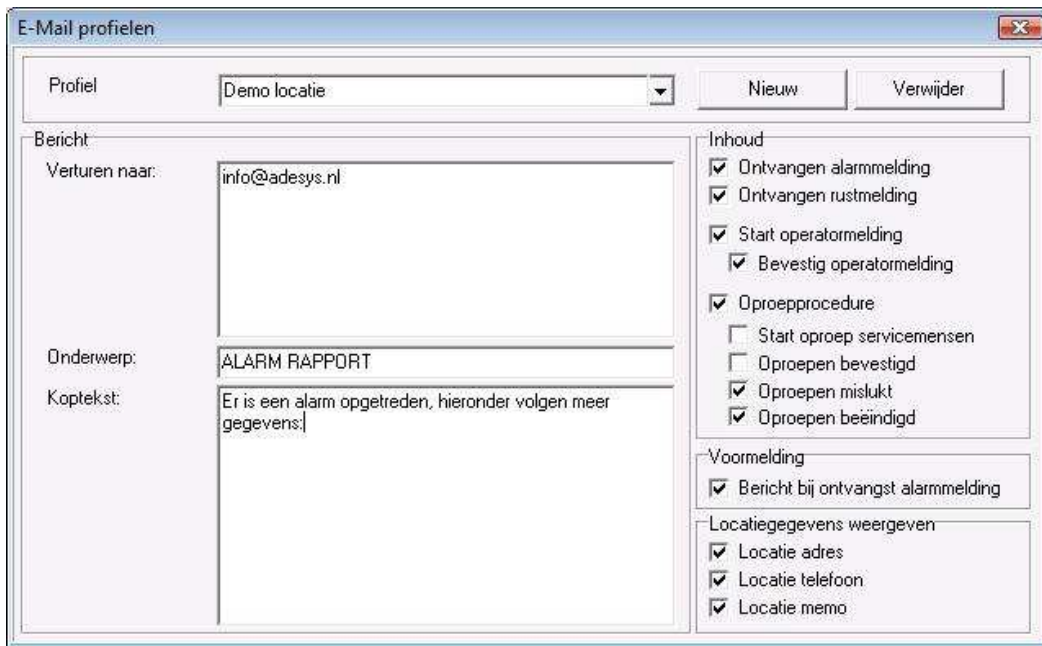 E-Mail profielen
Profiel
Demo locatie
Nieuw
Verwijder
Bericht
Verturen naar:
info@adesys.nl
Onderwerp:
ALARM RAPPORT
Koptekst:
Er is een alarm opgetreden, hieronder volgen meer
gegevens:
Inhoud
Ontvangen alarmmelding
Ontvangen rustmelding
Start operatormelding
Bevestig operatormelding
Oproepprocedure
Start oproep servicemensen
Oproepen bevestigd
Oproepen mislukt
Oproepen beëindigd
Voormelding
Bericht bij ontvangst alarmmelding
Locatiegegevens weergeven
Locatie adres
Locatie telefoon
Locatie memo